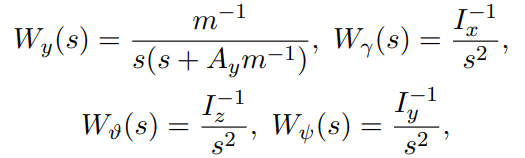 $W_y(s) = \frac{m^{-1}}{s(s + A_y m^{-1})}, \; W_\gamma(s) = \frac{I_x^{-1}}{s^2},$
$W_\vartheta(s) = \frac{I_z^{-1}}{s^2}, \; W_\psi(s) = \frac{I_y^{-1}}{s^2},$